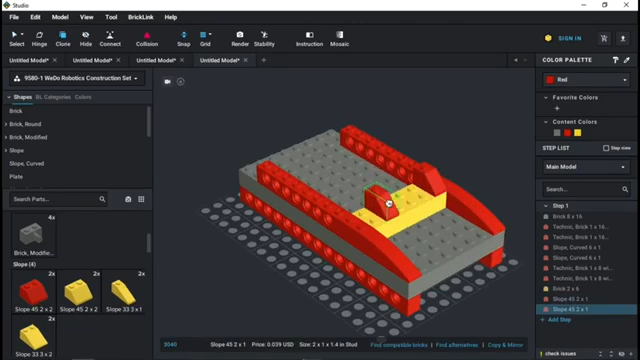 Studio
File Edit Model View Tool BrickLink Help
Select Hinge Clone Hide Connect Collision Snap Grid Render Stability Instruction Mosaic SIGN IN
Untitled Model* Untitled Model* Untitled Model* Untitled Model* COLOR PALETTE
9580-1 WeDo Robotics Construction Set Red
Shapes BL Categories Colors Favorite Colors
Brick
Brick, Round
Brick, Modified Content Colors
Slope
Slope, Curved STEP LIST Step view
Plate
Main Model
Search Parts... Search...
4x
Brick, Modifie...
Slope (4)
2x 2x 2x
Slope 45 2 x 2 Slope 45 2 x 2 Slope 33 3 x 1
2x
Slope 33 3 x 2
Step 1
Brick 8 x 16
Technic, Brick 1 x 16...
Technic, Brick 1 x 16...
Slope, Curved 6 x 1
Slope, Curved 6 x 1
Technic, Brick 1 x 8 wi...
Technic, Brick 1 x 8 wi...
Brick 2 x 6
Slope 45 2 x 1
Slope 45 2 x 1
Add Step
3040 Slope 45 2 x 1 Price: 0.039 USD Size: 2 x 1 x 1.4 in Stud Find compatible bricks Find alternatives Copy & Mirror
check issues